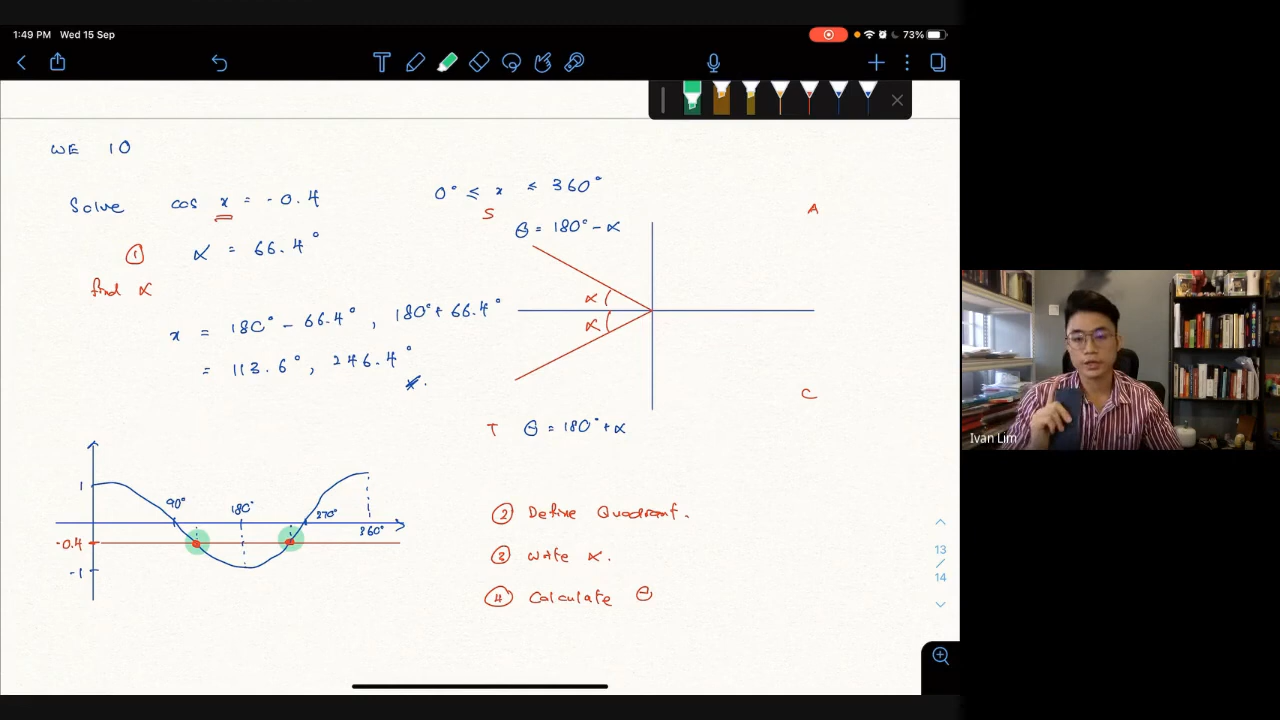 1:49 PM Wed 15 Sep
73%
WE 10
Solve cos x = -0.4
0° ≤ x ≤ 360°
① α = 66.4°
find α
x = 180° - 66.4°, 180° + 66.4°
= 113.6°, 246.4°
S
A
θ = 180° - α
α
α
C
T θ = 180° + α
1
90°
180°
270°
360°
-0.4
-1
② Define Quadrant.
③ Write α.
④ Calculate θ
13
/
14
Ivan Lim